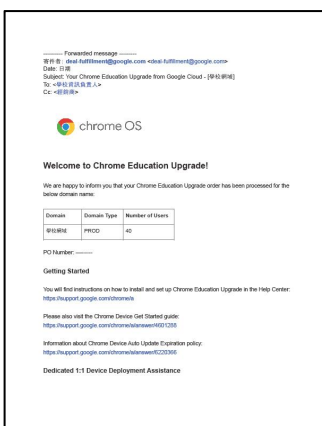 ---------- Forwarded message ----------
寄件者: deal-fulfillment@google.com <deal-fulfillment@google.com>
Date: 日期
Subject: Your Chrome Education Upgrade from Google Cloud - [學校網域]
To: <學校資訊負責人>
Cc: <經銷商>
chrome OS
Welcome to Chrome Education Upgrade!
We are happy to inform you that your Chrome Education Upgrade order has been processed for the
below domain name:
Domain Domain Type Number of Users
學校網域 PROD 40
PO Number: --------
Getting Started
You will find instructions on how to install and set up Chrome Education Upgrade in the Help Center:
https://support.google.com/chrome/a
Please also visit the Chrome Device Get Started guide:
https://support.google.com/chrome/a/answer/4601288
Information about Chrome Device Auto Update Expiration policy:
https://support.google.com/chrome/a/answer/6220366
Dedicated 1:1 Device Deployment Assistance